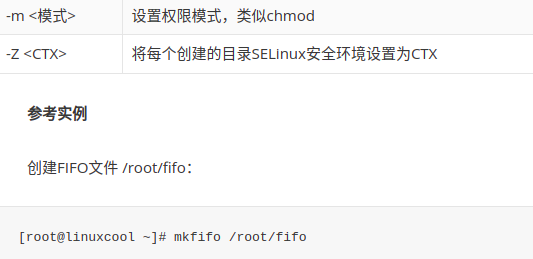 -m <模式> 设置权限模式，类似chmod
-Z <CTX> 将每个创建的目录SELinux安全环境设置为CTX
参考实例
创建FIFO文件 /root/fifo：
[root@linuxcool ~]# mkfifo /root/fifo